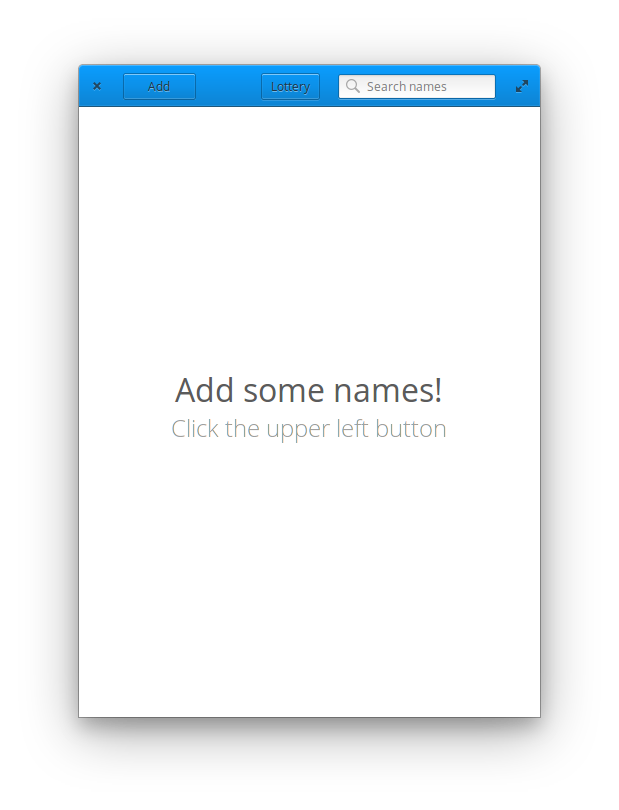 Add
Lottery
Search names
Add some names!
Click the upper left button